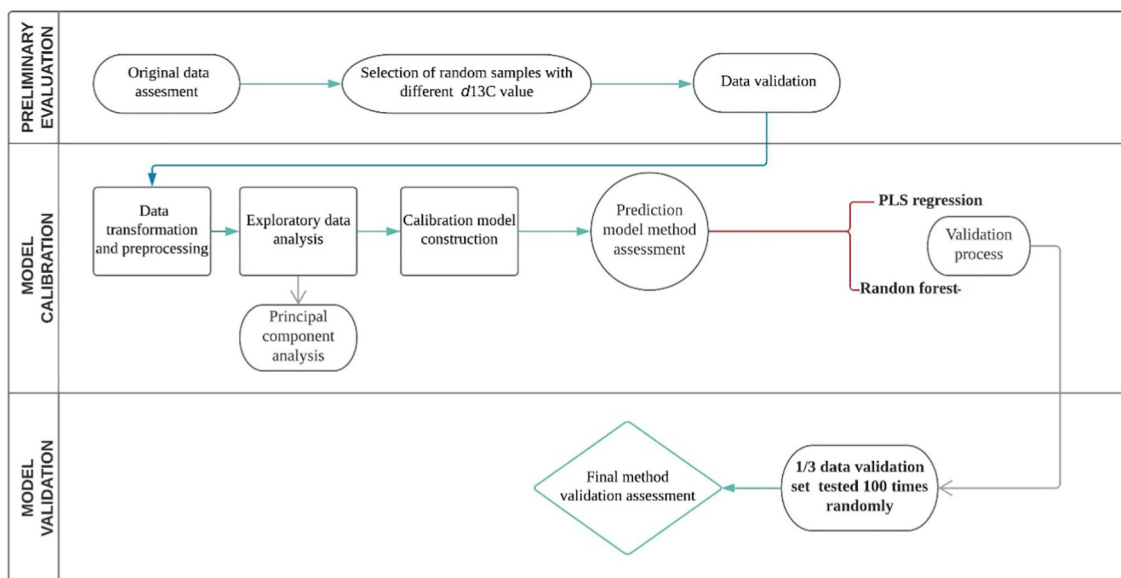 PRELIMINARY
EVALUATION
Original data
assesment
Selection of random samples with
different d13C value
Data validation
MODEL
CALIBRATION
Data
transformation
and preprocessing
Exploratory data
analysis
Calibration model
construction
Prediction
model method
assessment
PLS regression
Randon forest
Validation
process
Principal
component
analysis
MODEL
VALIDATION
Final method
validation assessment
1/3 data validation
set tested 100 times
randomly